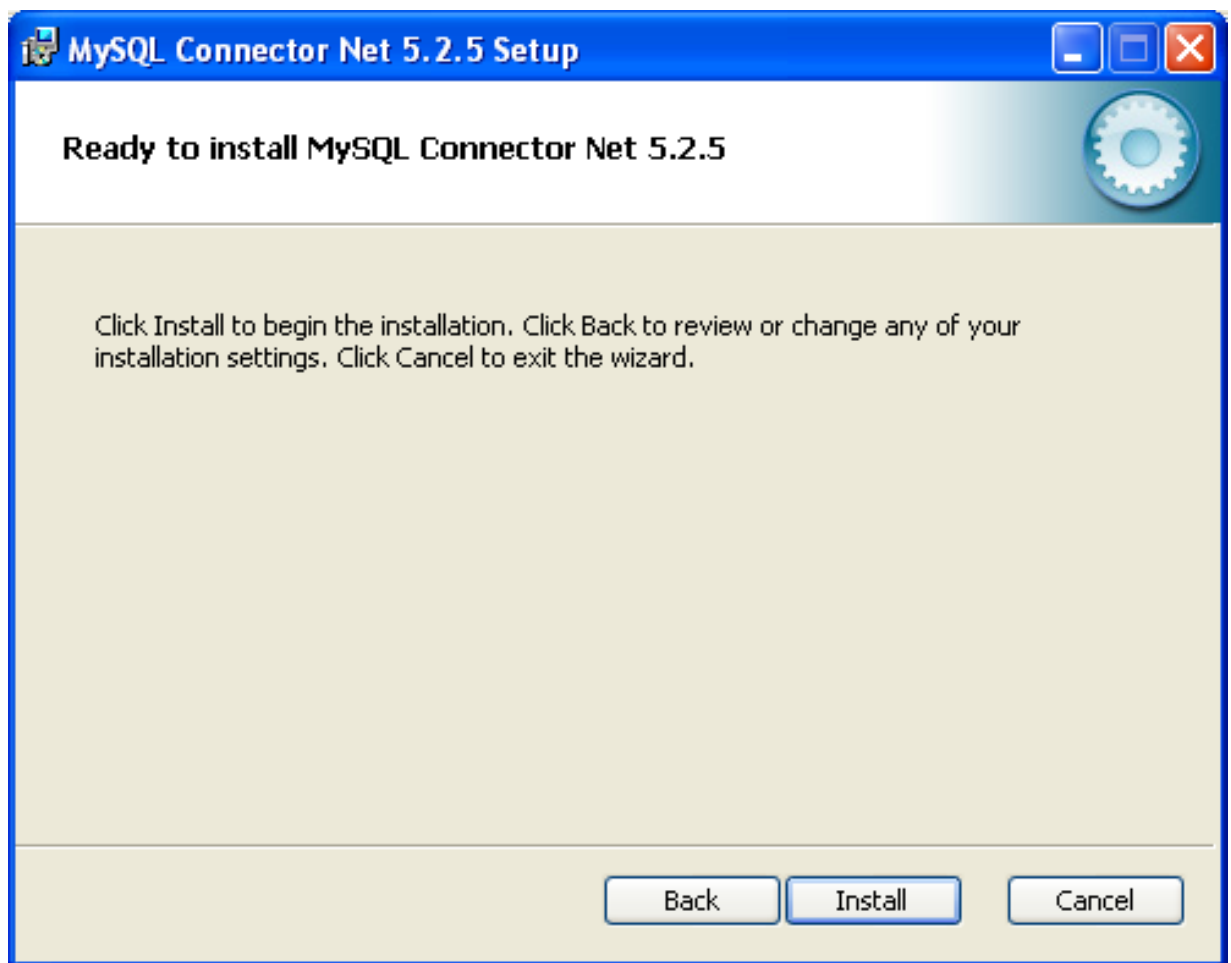 MySQL Connector Net 5.2.5 Setup
Ready to install MySQL Connector Net 5.2.5
Click Install to begin the installation. Click Back to review or change any of your
installation settings. Click Cancel to exit the wizard.
Back Install Cancel